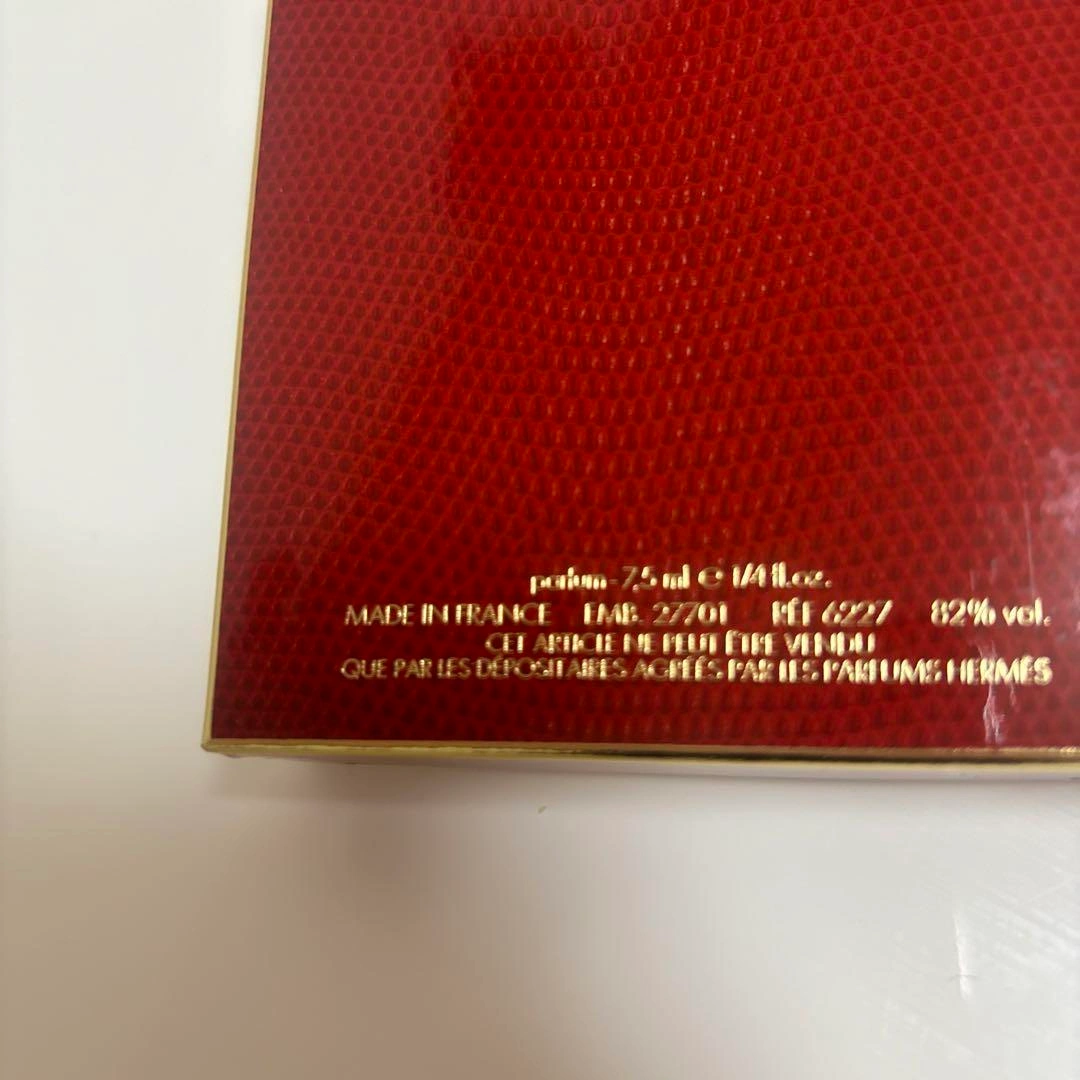 parfum - 7,5 ml e 1/4 fl.oz.
MADE IN FRANCE EMB. 27701 RÉF 6227 82% vol.
CET ARTICLE NE PEUT ÊTRE VENDU
QUE PAR LES DÉPOSITAIRES AGRÉÉS PAR LES PARFUMS HERMÈS